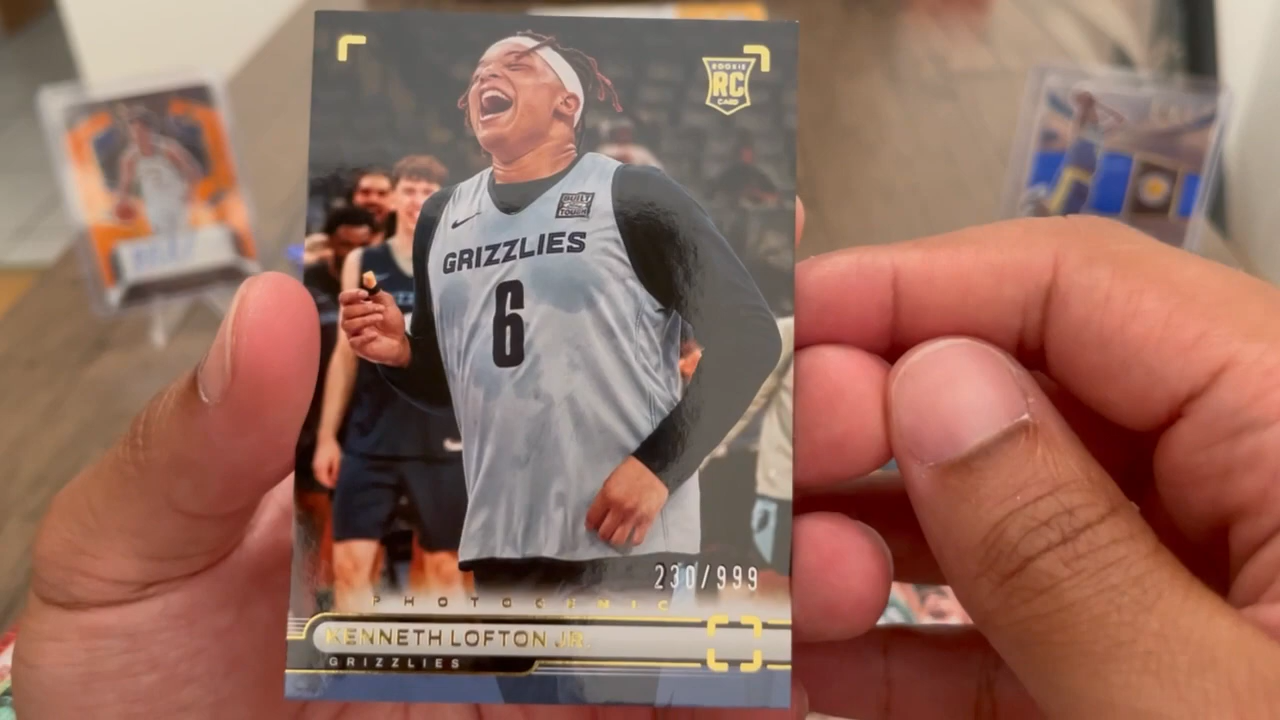 ROOKIE
RC
CARD
BUILT
TOUGH
GRIZZLIES
6
230/999
PHOTOGENIC
KENNETH LOFTON JR.
GRIZZLIES